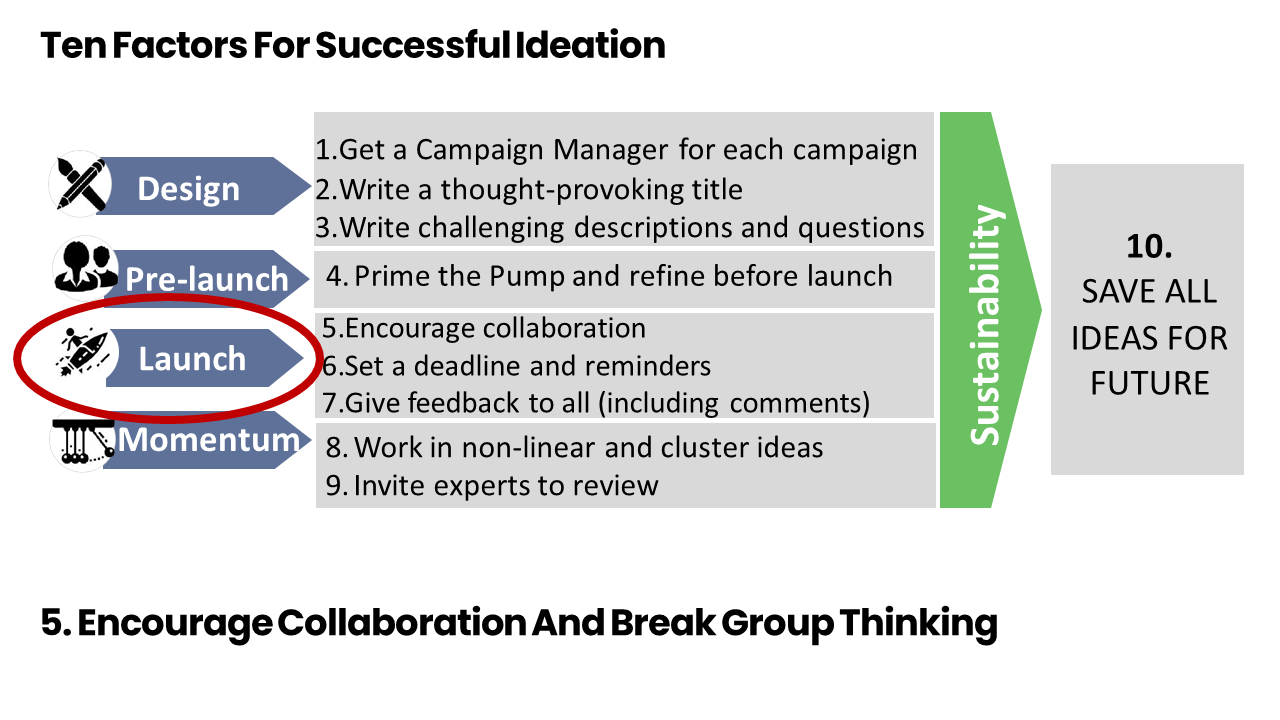 Ten Factors For Successful Ideation
Design
1.Get a Campaign Manager for each campaign
2.Write a thought-provoking title
3.Write challenging descriptions and questions
Pre-launch
4. Prime the Pump and refine before launch
Launch
5.Encourage collaboration
6.Set a deadline and reminders
7.Give feedback to all (including comments)
Momentum
8. Work in non-linear and cluster ideas
9. Invite experts to review
Sustainability
10.
SAVE ALL
IDEAS FOR
FUTURE
5. Encourage Collaboration And Break Group Thinking